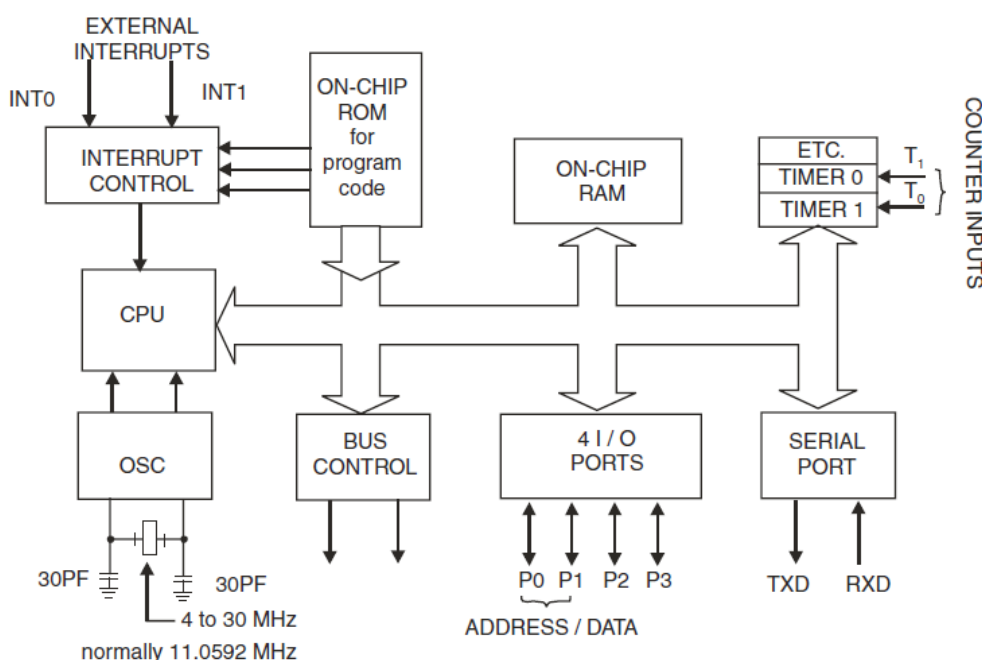 EXTERNAL
INTERRUPTS
INT0
INT1
INTERRUPT
CONTROL
ON-CHIP
ROM
for
program
code
ON-CHIP
RAM
ETC.
TIMER 0
TIMER 1
T1
T0
COUNTER INPUTS
CPU
OSC
BUS
CONTROL
4 I / O
PORTS
SERIAL
PORT
30PF
30PF
4 to 30 MHz
normally 11.0592 MHz
P0 P1 P2 P3
ADDRESS / DATA
TXD
RXD